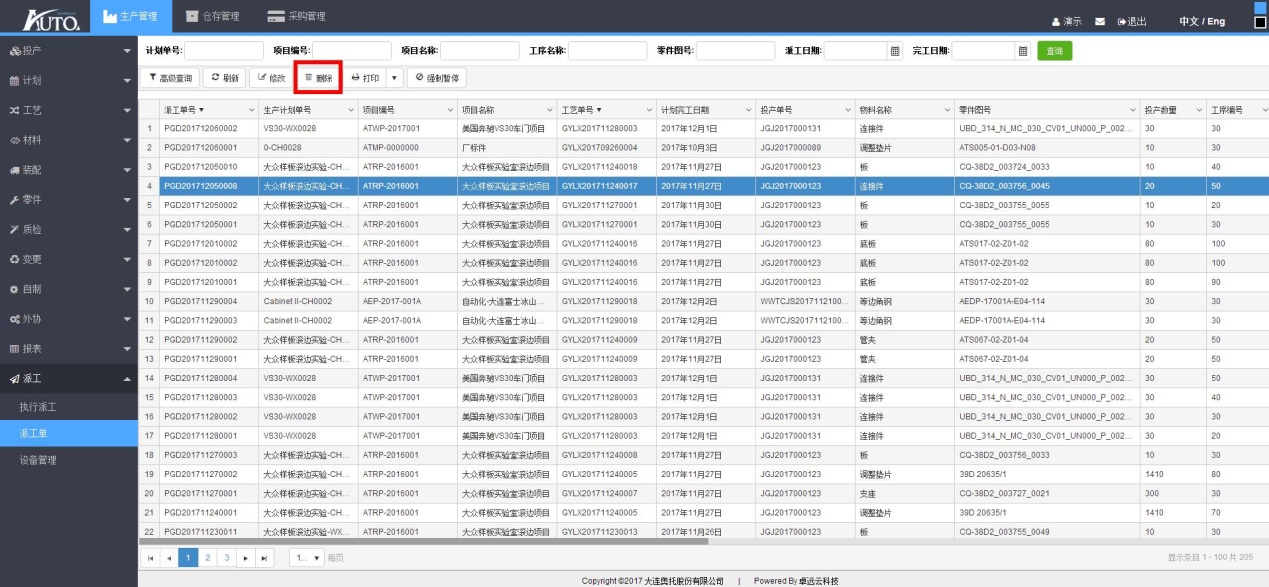 AUTO. 生产管理 仓存管理 采购管理 演示 退出 中文 / Eng
投产
计划
工艺
材料
装配
零件
质检
变更
自制
外协
报表
派工
执行派工
派工单
设备管理
计划单号: 项目编号: 项目名称: 工序名称: 零件图号: 派工日期: 完工日期: 查询
高级查询 刷新 修改 删除 打印 强制暂停
派工单号 生产计划单号 项目编号 项目名称 工艺单号 计划完工日期 投产单号 物料名称 零件图号 投产数量 工序编号
1 PGD201712060002 VS30-WX0028 ATWP-2017001 美国奔驰VS30车门项目 GYLX201711280003 2017年12月1日 JGJ2017000131 连接件 UBD_314_N_MC_030_CV01_UN000_P_002... 30 30
2 PGD201712060001 0-CH0028 ATMP-0000000 厂标件 GYLX201709260004 2017年10月3日 JGJ2017000089 调整垫片 ATS005-01-D03-N08 10 30
3 PGD201712050010 大众样板滚边实验-CH... ATRP-2016001 大众样板实验室滚边项目 GYLX201711240018 2017年11月27日 JGJ2017000123 板 CQ-38D2_003724_0033 10 40
4 PGD201712050008 大众样板滚边实验-CH... ATRP-2016001 大众样板实验室滚边项目 GYLX201711240017 2017年11月27日 JGJ2017000123 连接件 CQ-38D2_003756_0045 20 50
5 PGD201712050002 大众样板滚边实验-CH... ATRP-2016001 大众样板实验室滚边项目 GYLX201711270001 2017年11月30日 JGJ2017000123 板 CQ-38D2_003755_0055 10 20
6 PGD201712050001 大众样板滚边实验-CH... ATRP-2016001 大众样板实验室滚边项目 GYLX201711270001 2017年11月30日 JGJ2017000123 板 CQ-38D2_003755_0055 10 30
7 PGD201712010002 大众样板滚边实验-CH... ATRP-2016001 大众样板实验室滚边项目 GYLX201711240016 2017年11月27日 JGJ2017000123 底板 ATS017-02-Z01-02 80 100
8 PGD201712010002 大众样板滚边实验-CH... ATRP-2016001 大众样板实验室滚边项目 GYLX201711240016 2017年11月27日 JGJ2017000123 底板 ATS017-02-Z01-02 80 100
9 PGD201712010001 大众样板滚边实验-CH... ATRP-2016001 大众样板实验室滚边项目 GYLX201711240016 2017年11月27日 JGJ2017000123 底板 ATS017-02-Z01-02 80 90
10 PGD201711290004 Cabinet II-CH0002 AEP-2017-001A 自动化-大连富士冰山... GYLX201711290018 2017年12月2日 WWTCJS2017112100... 等边角钢 AEDP-17001A-E04-114 30 30
11 PGD201711290003 Cabinet II-CH0002 AEP-2017-001A 自动化-大连富士冰山... GYLX201711290018 2017年12月2日 WWTCJS2017112100... 等边角钢 AEDP-17001A-E04-114 30 30
12 PGD201711290002 大众样板滚边实验-CH... ATRP-2016001 大众样板实验室滚边项目 GYLX201711240009 2017年11月27日 JGJ2017000123 管夹 ATS067-02-Z01-04 20 50
13 PGD201711290001 大众样板滚边实验-CH... ATRP-2016001 大众样板实验室滚边项目 GYLX201711240009 2017年11月27日 JGJ2017000123 管夹 ATS067-02-Z01-04 20 50
14 PGD201711280004 VS30-WX0028 ATWP-2017001 美国奔驰VS30车门项目 GYLX201711280003 2017年12月1日 JGJ2017000131 连接件 UBD_314_N_MC_030_CV01_UN000_P_002... 30 50
15 PGD201711280003 VS30-WX0028 ATWP-2017001 美国奔驰VS30车门项目 GYLX201711280003 2017年12月1日 JGJ2017000131 连接件 UBD_314_N_MC_030_CV01_UN000_P_002... 30 40
16 PGD201711280002 VS30-WX0028 ATWP-2017001 美国奔驰VS30车门项目 GYLX201711280003 2017年12月1日 JGJ2017000131 连接件 UBD_314_N_MC_030_CV01_UN000_P_002... 30 30
17 PGD201711280001 VS30-WX0028 ATWP-2017001 美国奔驰VS30车门项目 GYLX201711280003 2017年12月1日 JGJ2017000131 连接件 UBD_314_N_MC_030_CV01_UN000_P_002... 30 20
18 PGD201711270003 大众样板滚边实验-CH... ATRP-2016001 大众样板实验室滚边项目 GYLX201711240008 2017年11月27日 JGJ2017000123 板 CQ-38D2_003756_0033 10 30
19 PGD201711270002 大众样板滚边实验-CH... ATRP-2016001 大众样板实验室滚边项目 GYLX201711240005 2017年11月27日 JGJ2017000123 调整垫片 39D 20635/1 1410 80
20 PGD201711270001 大众样板滚边实验-CH... ATRP-2016001 大众样板实验室滚边项目 GYLX201711240007 2017年11月27日 JGJ2017000123 支座 CQ-38D2_003727_0021 300 30
21 PGD201711240001 大众样板滚边实验-CH... ATRP-2016001 大众样板实验室滚边项目 GYLX201711240005 2017年11月27日 JGJ2017000123 调整垫片 39D 20635/1 1410 70
22 PGD201711230011 大众样板滚边实验-WX... ATRP-2016001 大众样板实验室滚边项目 GYLX201711230013 2017年11月26日 JGJ2017000123 板 CQ-38D2_003755_0049 10 30
1 2 3 1... 每页 显示条目 1 - 100 共 205
Copyright ©2017 大连奥托股份有限公司 | Powered By 卓远云科技